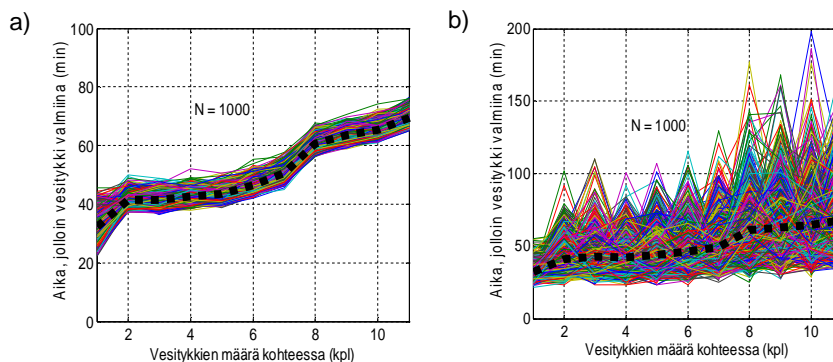 a)
Aika, jolloin vesitykki valmiina (min)
100
80
60
40
20
0
N = 1000
2 4 6 8 10
Vesitykkien määrä kohteessa (kpl)
b)
Aika, jolloin vesitykki valmiina (min)
200
150
100
50
0
N = 1000
2 4 6 8 10
Vesitykkien määrä kohteessa (kpl)